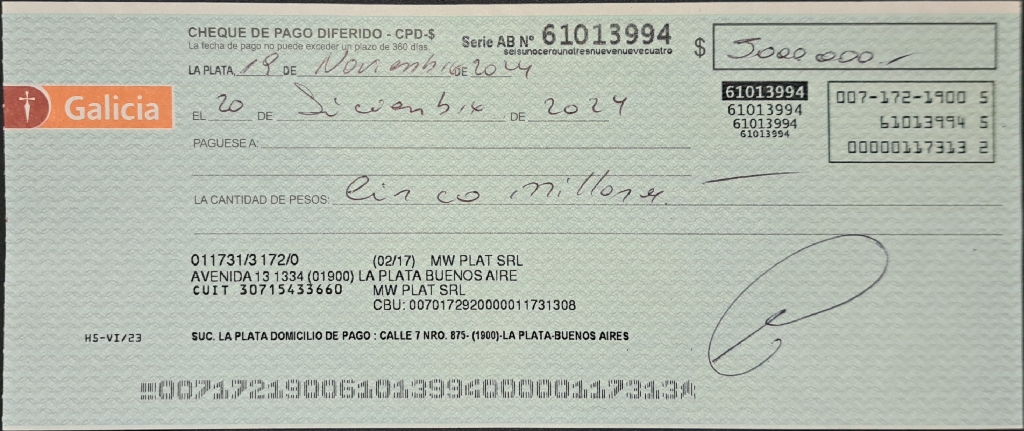 CHEQUE DE PAGO DIFERIDO - CPD-$
La fecha de pago no puede exceder un plazo de 360 días
Serie AB Nº 61013994
seisunocerounotresnuevenuevecuatro
$ 5000000.-
LA PLATA, 19 DE Noviembre DE 2024
Galicia
EL 20 DE Diciembre DE 2024
61013994
61013994
61013994
61013994
007-172-1900 5
61013994 5
00000117313 2
PAGUESE A:
LA CANTIDAD DE PESOS: Cinco millones.
011731/3172/0 (02/17) MW PLAT SRL
AVENIDA 13 1334 (01900) LA PLATA BUENOS AIRE
CUIT 30715433660 MW PLAT SRL
CBU: 0070172920000011731308
HS-VI/23
SUC. LA PLATA DOMICILIO DE PAGO : CALLE 7 NRO. 875- (1900)-LA PLATA-BUENOS AIRES
00717219006101399400000117313